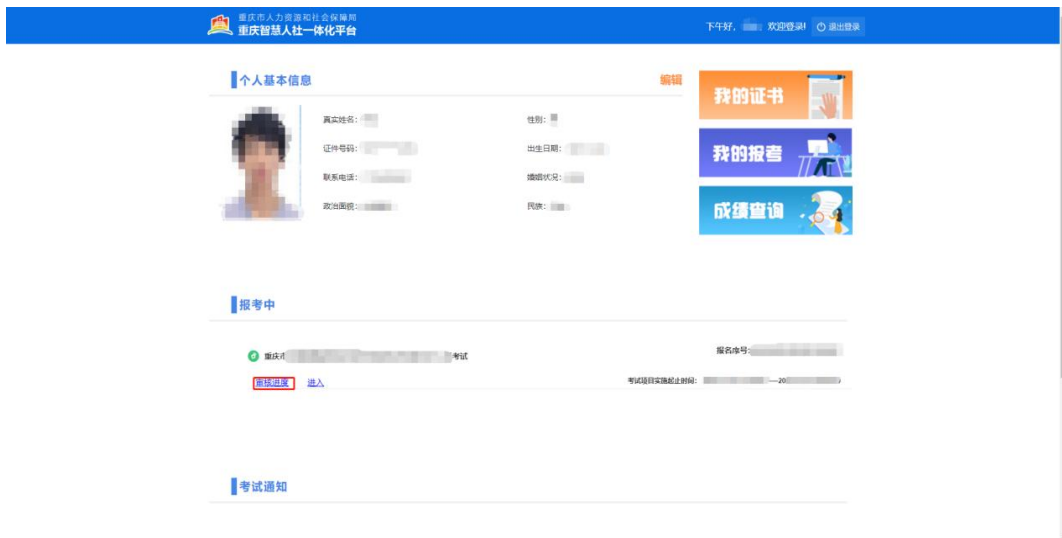 重庆市人力资源和社会保障局
重庆智慧人社一体化平台
下午好, 欢迎登录! 退出登录
个人基本信息
编辑
真实姓名:
性别:
证件号码:
出生日期:
联系电话:
婚姻状况:
政治面貌:
民族:
我的证书
我的报考
成绩查询
报考中
重庆市 考试
报名序号:
审核进度 进入
考试项目实施起止时间: —20
考试通知